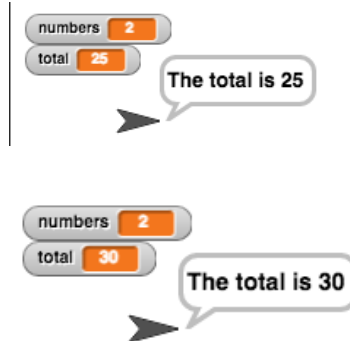 numbers 2
total 25
The total is 25
numbers 2
total 30
The total is 30